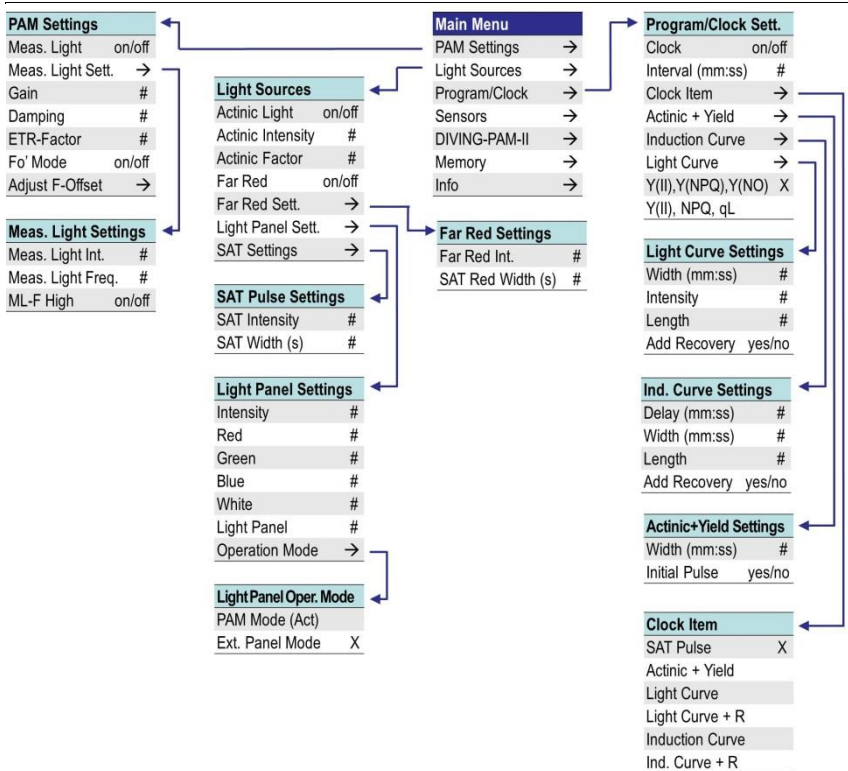 PAM Settings
Meas. Light on/off
Meas. Light Sett. →
Gain #
Damping #
ETR-Factor #
Fo' Mode on/off
Adjust F-Offset →
Meas. Light Settings
Meas. Light Int. #
Meas. Light Freq. #
ML-F High on/off
Light Sources
Actinic Light on/off
Actinic Intensity #
Actinic Factor #
Far Red on/off
Far Red Sett. →
Light Panel Sett. →
SAT Settings →
SAT Pulse Settings
SAT Intensity #
SAT Width (s) #
Light Panel Settings
Intensity #
Red #
Green #
Blue #
White #
Light Panel #
Operation Mode →
Light Panel Oper. Mode
PAM Mode (Act)
Ext. Panel Mode X
Main Menu
PAM Settings →
Light Sources →
Program/Clock →
Sensors →
DIVING-PAM-II →
Memory →
Info →
Far Red Settings
Far Red Int. #
SAT Red Width (s) #
Program/Clock Sett.
Clock on/off
Interval (mm:ss) #
Clock Item →
Actinic + Yield →
Induction Curve →
Light Curve →
Y(II),Y(NPQ),Y(NO) X
Y(II), NPQ, qL
Light Curve Settings
Width (mm:ss) #
Intensity #
Length #
Add Recovery yes/no
Ind. Curve Settings
Delay (mm:ss) #
Width (mm:ss) #
Length #
Add Recovery yes/no
Actinic+Yield Settings
Width (mm:ss) #
Initial Pulse yes/no
Clock Item
SAT Pulse X
Actinic + Yield
Light Curve
Light Curve + R
Induction Curve
Ind. Curve + R